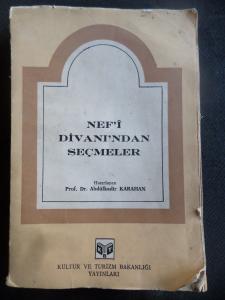 NEF'Î
DİVANI'NDAN
SEÇMELER
Hazırlayan
Prof. Dr. Abdülkadir KARAHAN
KÜLTÜR VE TURİZM BAKANLIĞI
YAYINLARI